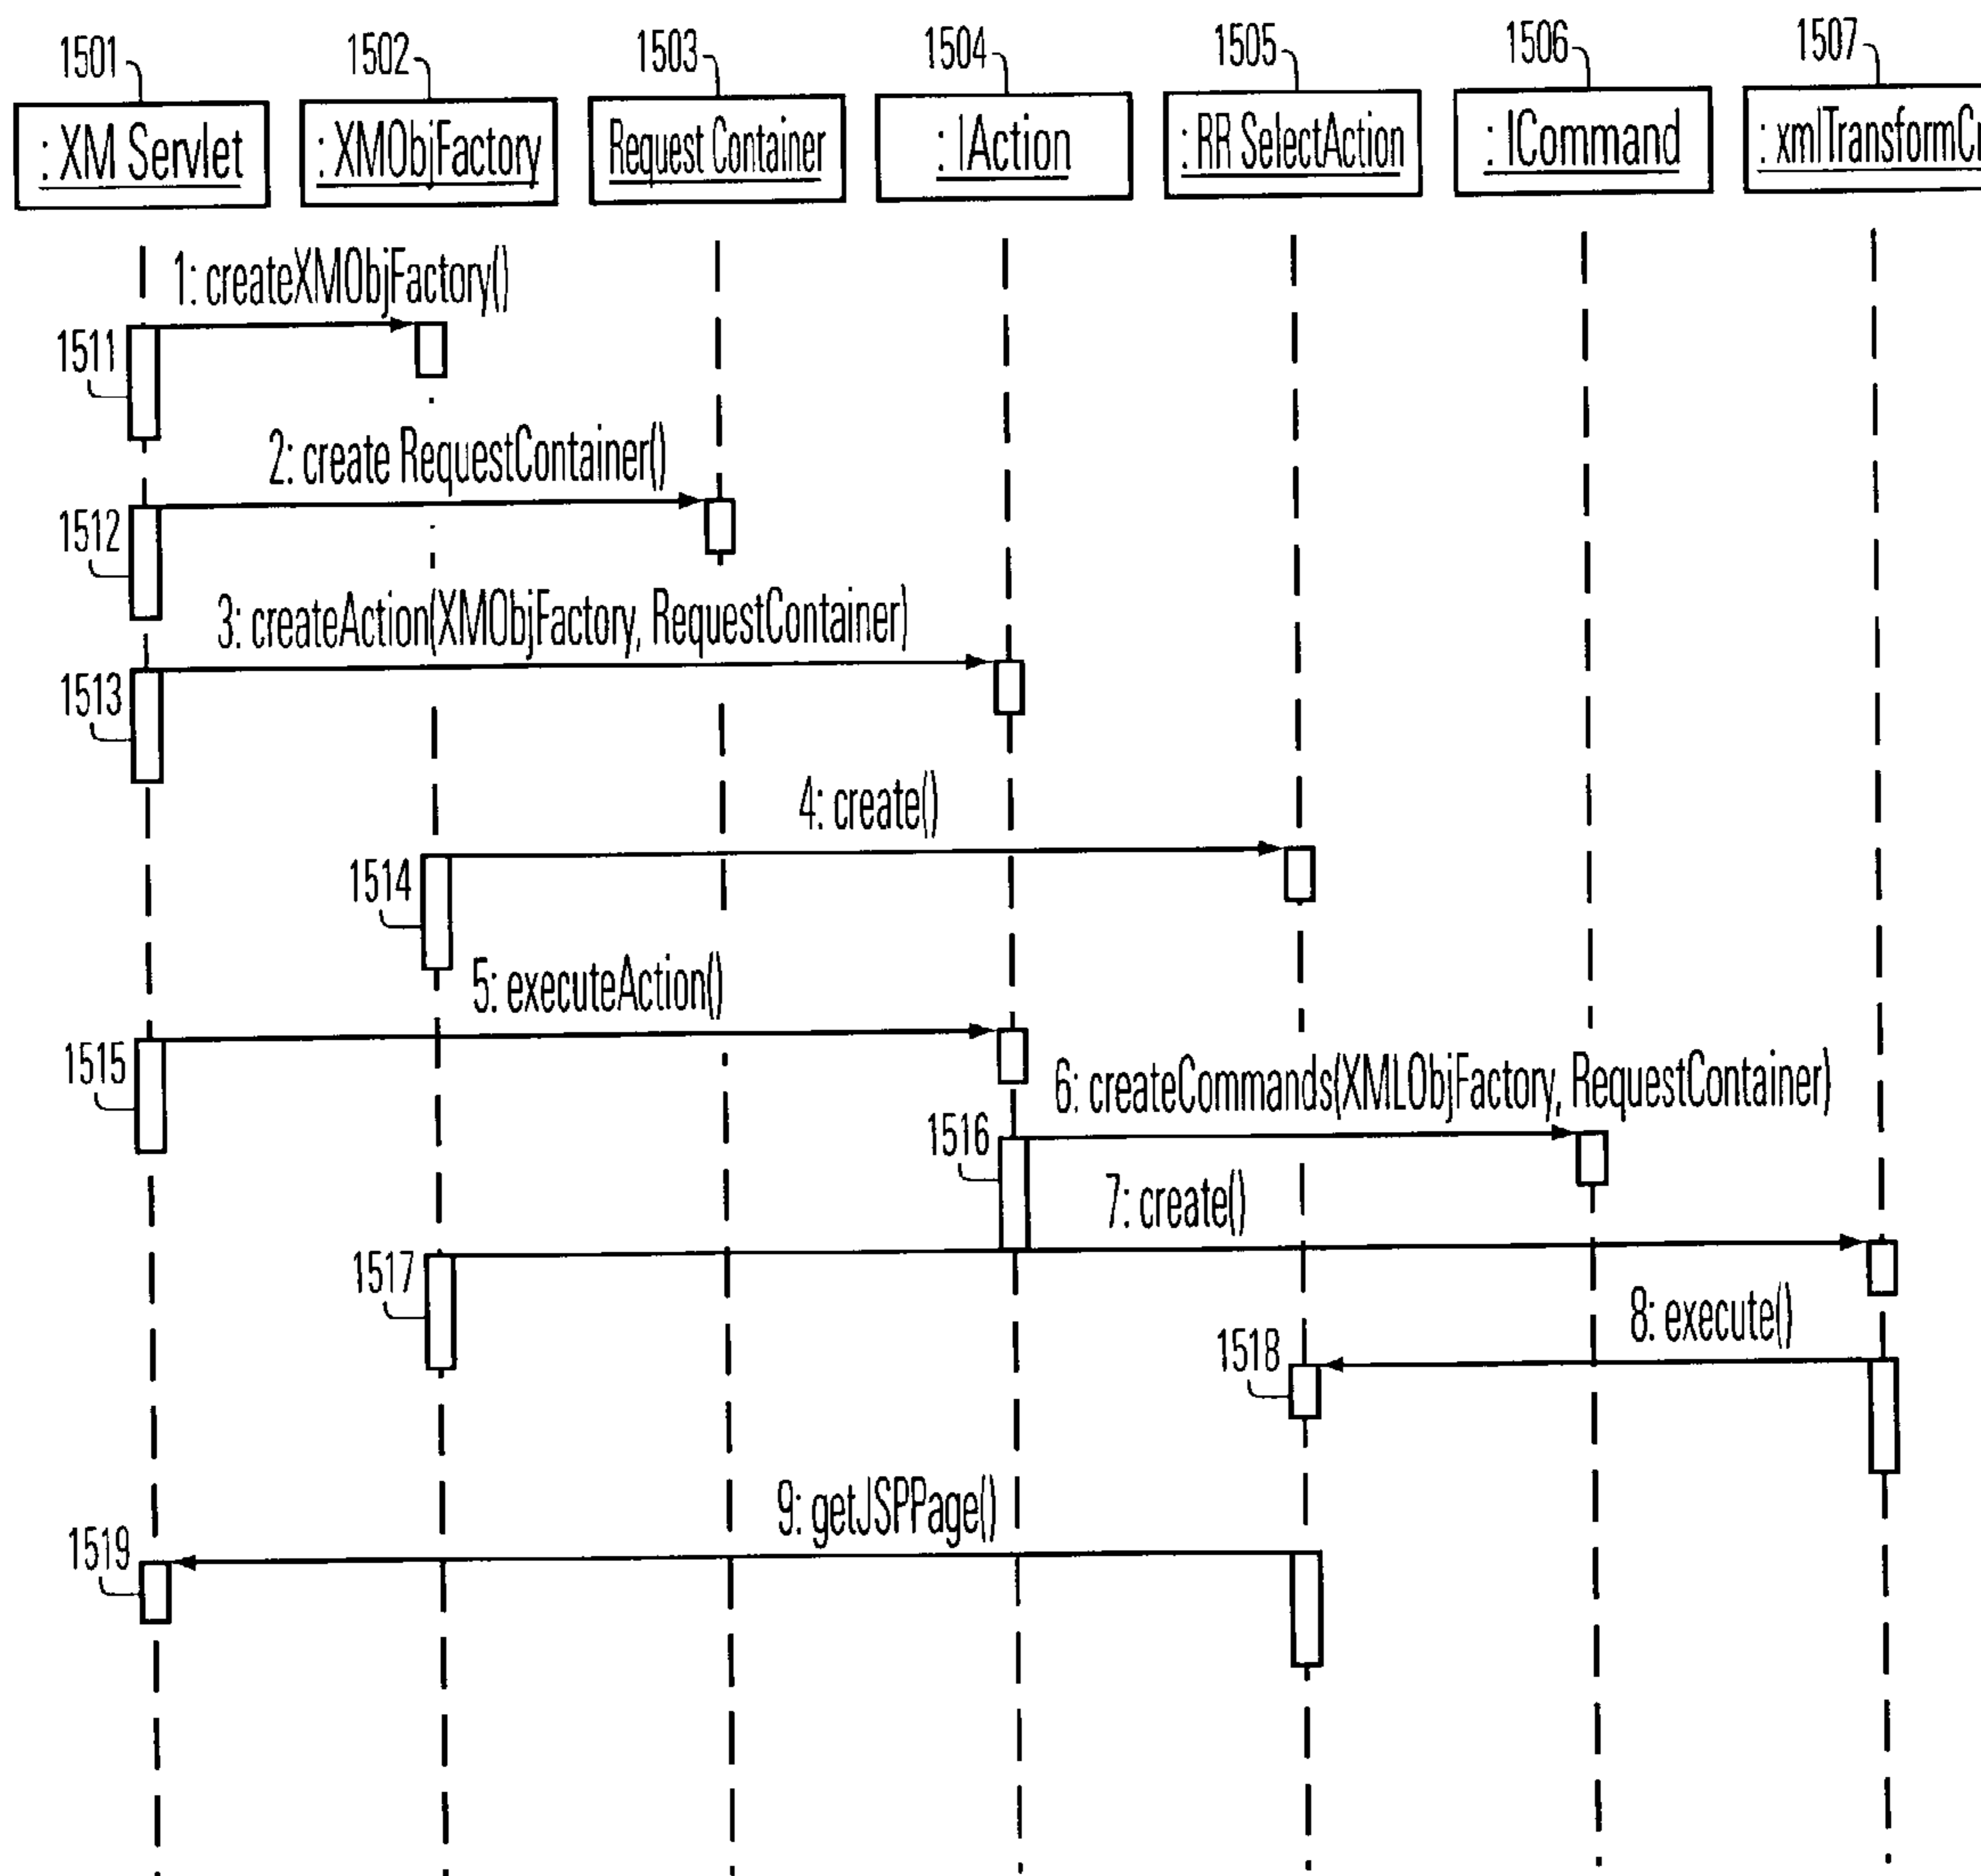 1501 1502 1503 1504 1505 1506 1507
: XM Servlet : XMObjFactory Request Container : IAction : RR SelectAction : ICommand
1: createXMObjFactory()
1511
2: create RequestContainer()
1512
3: createAction(XMObjFactory, RequestContainer)
1513
4: create()
1514
5: executeAction()
1515
6: createCommands(XMLObjFactory, RequestContainer)
1516
7: create()
1517
8: execute()
1518
9: getJSPPage()
1519